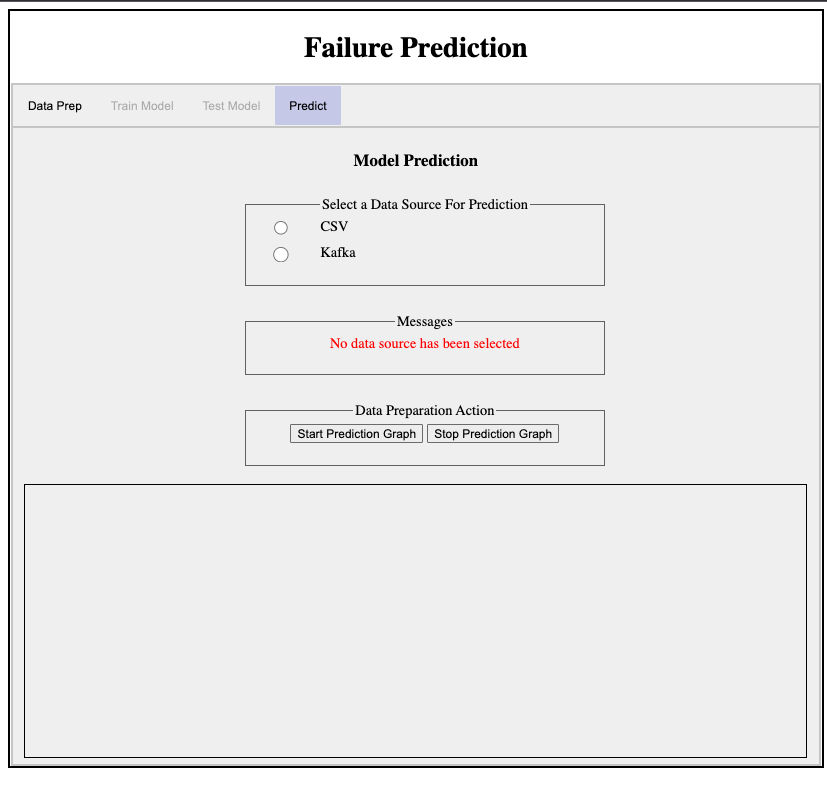 Failure Prediction
Data Prep Train Model Test Model Predict
Model Prediction
Select a Data Source For Prediction
CSV
Kafka
Messages
No data source has been selected
Data Preparation Action
Start Prediction Graph Stop Prediction Graph